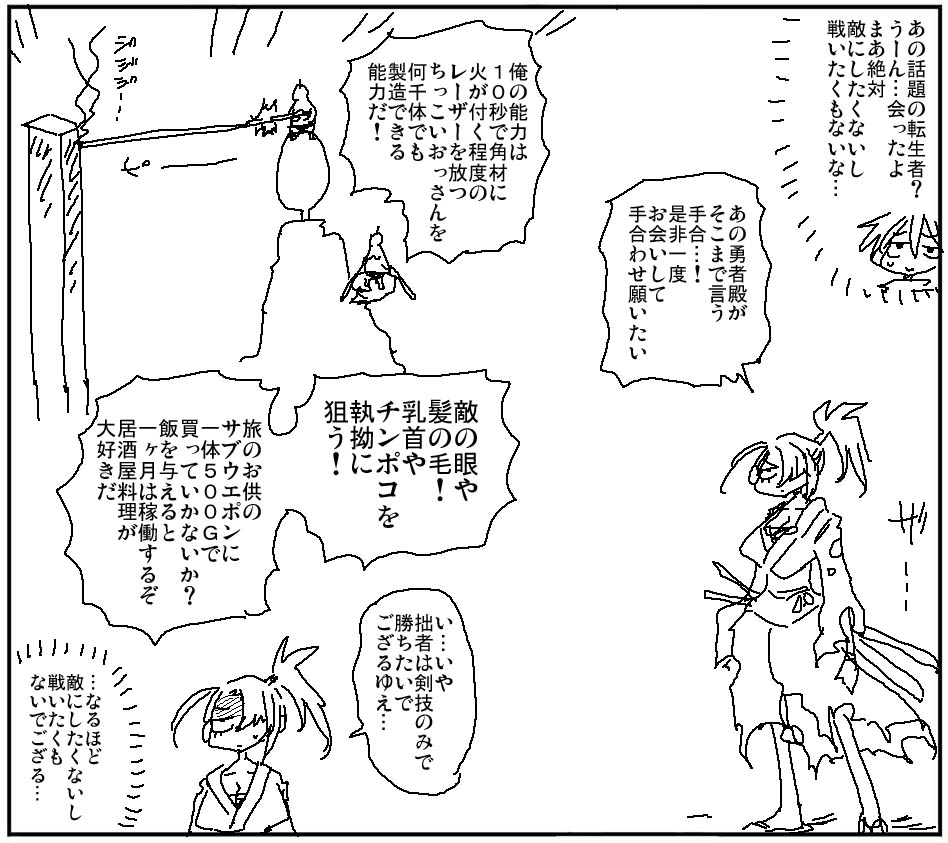 あの話題の転生者？
うーん…会ったよ
まあ絶対
敵にしたくないし
戦いたくもないな…
あの勇者殿が
そこまで言う
手合…！
是非一度
お会いして
手合わせ願いたい
ザ
俺の能力は
１０秒で角材に
火が付く程度の
レーザーを放つ
ちっこいおっさんを
何千体でも
製造できる
能力だ！
ジジジ…
敵の眼や
髪の毛！
乳首や
チンポコを
執拗に
狙う！
旅のお供の
サブウエポンに
一体５００Ｇで
買っていかないか？
飯を与えると
一ヶ月は稼働するぞ
居酒屋料理が
大好きだ
い…いや
拙者は剣技のみで
勝ちたいで
ござるゆえ…
…なるほど
敵にしたくないし
戦いたくも
ないでござる…